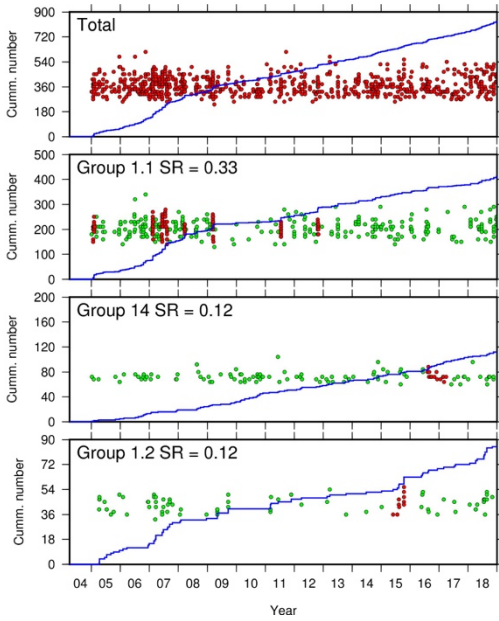 Total
Cumm. number
900
720
540
360
180
0
Group 1.1 SR = 0.33
Cumm. number
500
400
300
200
100
0
Group 14 SR = 0.12
Cumm. number
200
160
120
80
40
0
Group 1.2 SR = 0.12
Cumm. number
90
72
54
36
18
0
04 05 06 07 08 09 10 11 12 13 14 15 16 17 18
Year